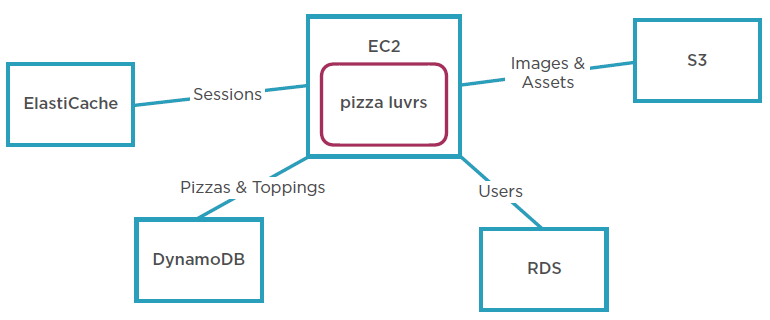 EC2
pizza luvrs
ElastiCache
Sessions
Images &
Assets
S3
Pizzas & Toppings
Users
DynamoDB
RDS